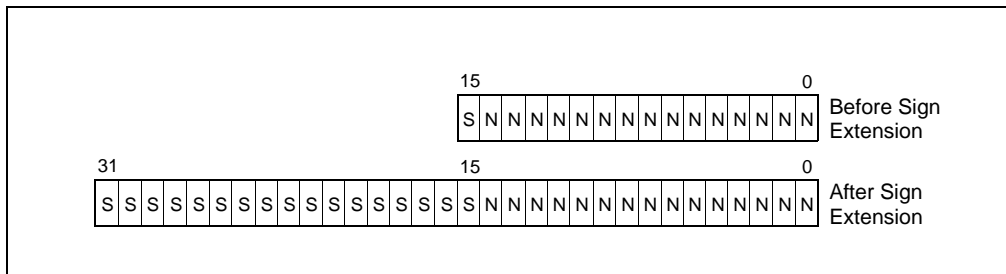 15 0
S N N N N N N N N N N N N N N N Before Sign
Extension
31 15 0
S S S S S S S S S S S S S S S S S N N N N N N N N N N N N N N N After Sign
Extension